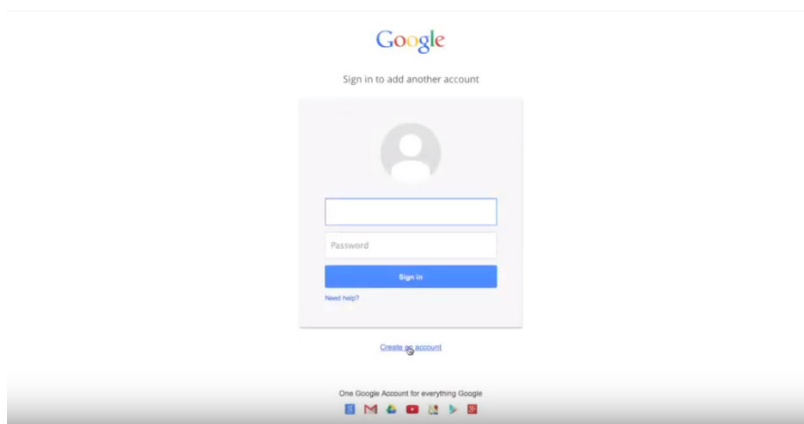 Google
Sign in to add another account
Password
Sign in
Need help?
Create an account
One Google Account for everything Google